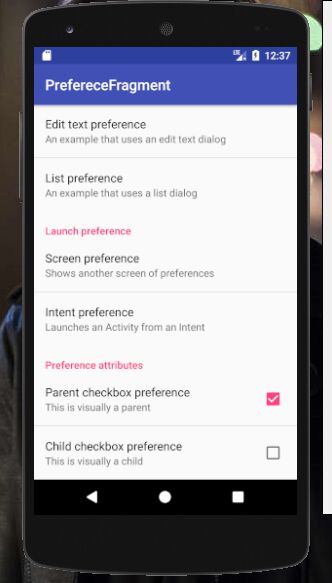 LTE 12:37
PrefereceFragment
Edit text preference
An example that uses an edit text dialog
List preference
An example that uses a list dialog
Launch preference
Screen preference
Shows another screen of preferences
Intent preference
Launches an Activity from an Intent
Preference attributes
Parent checkbox preference
This is visually a parent
Child checkbox preference
This is visually a child